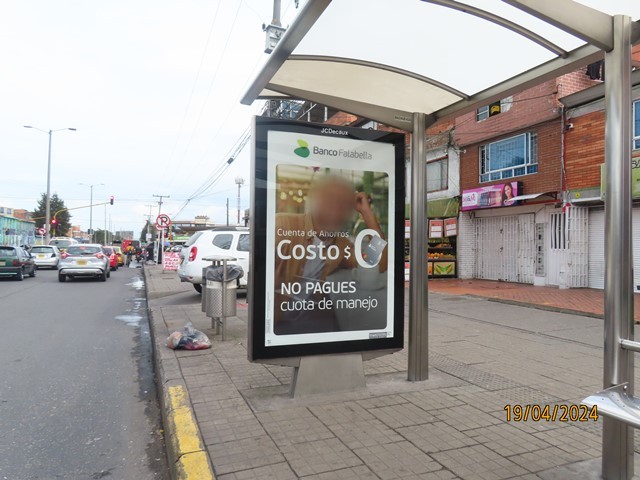 JCDecaux
Banco Falabella
Cuenta de Ahorros
Costo $0
NO PAGUES
cuota de manejo
19/04/2024